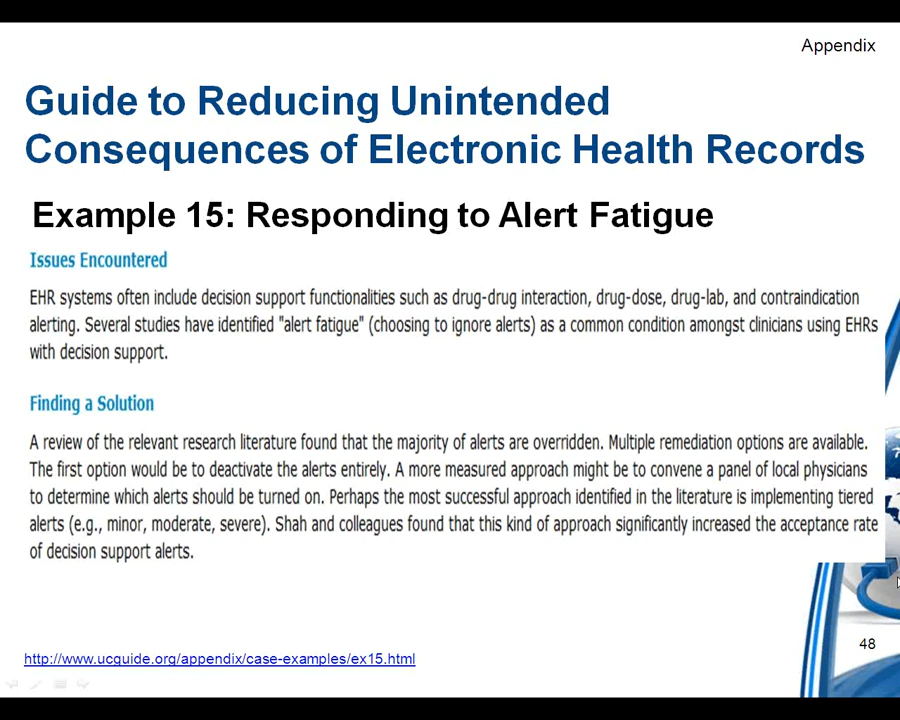 Appendix
Guide to Reducing Unintended
Consequences of Electronic Health Records
Example 15: Responding to Alert Fatigue
Issues Encountered
EHR systems often include decision support functionalities such as drug-drug interaction, drug-dose, drug-lab, and contraindication
alerting. Several studies have identified "alert fatigue" (choosing to ignore alerts) as a common condition amongst clinicians using EHRs
with decision support.
Finding a Solution
A review of the relevant research literature found that the majority of alerts are overridden. Multiple remediation options are available.
The first option would be to deactivate the alerts entirely. A more measured approach might be to convene a panel of local physicians
to determine which alerts should be turned on. Perhaps the most successful approach identified in the literature is implementing tiered
alerts (e.g., minor, moderate, severe). Shah and colleagues found that this kind of approach significantly increased the acceptance rate
of decision support alerts.
48
http://www.ucguide.org/appendix/case-examples/ex15.html